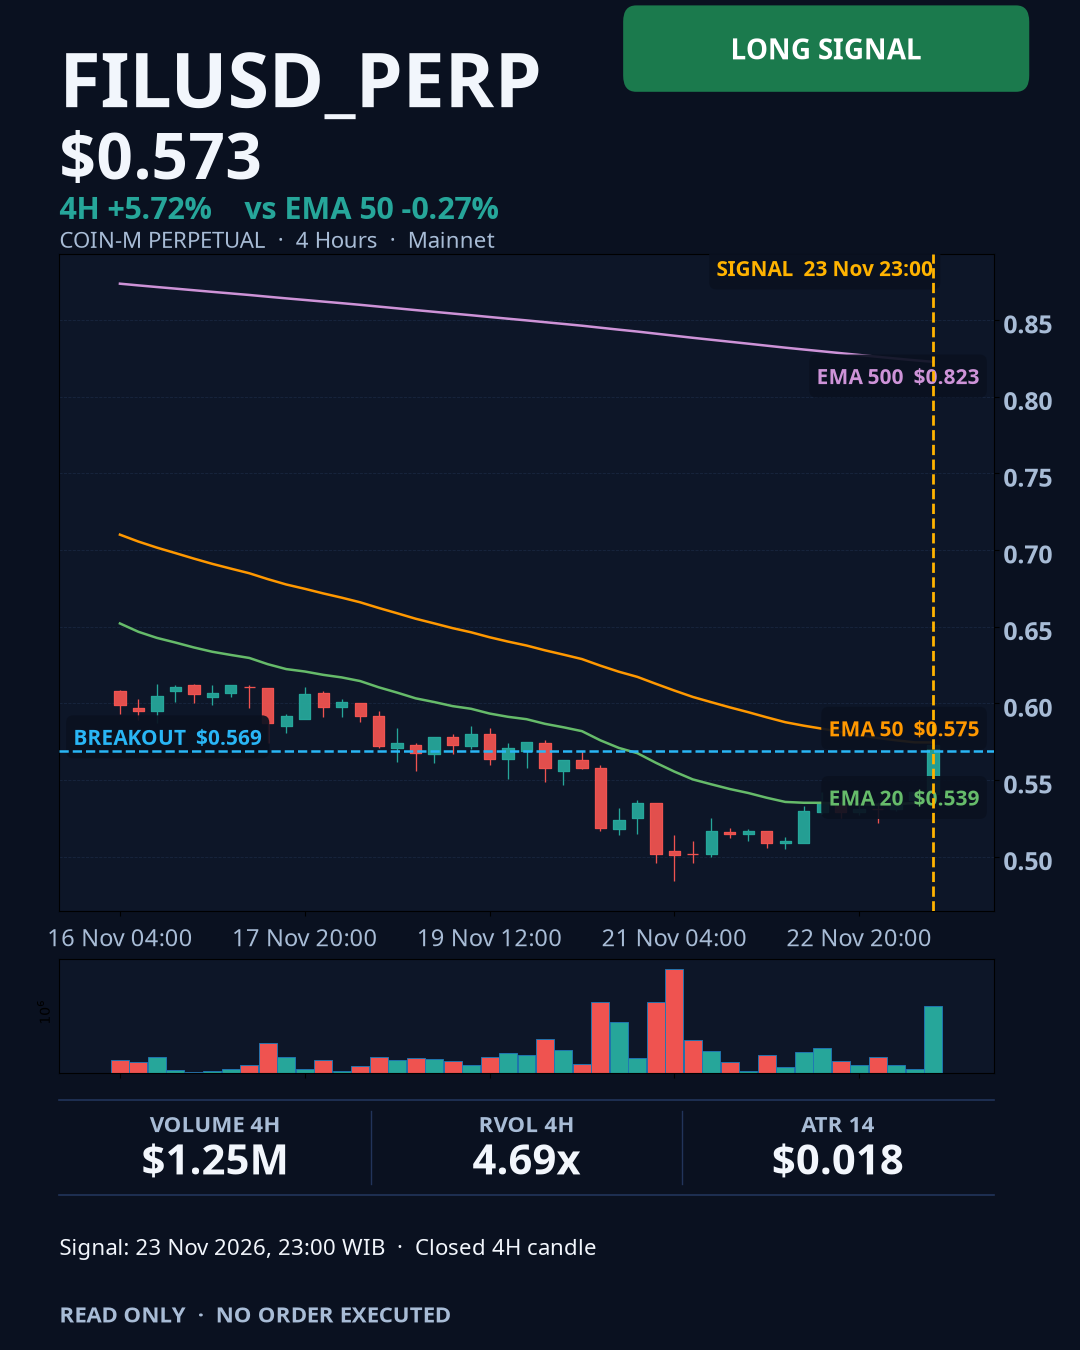 LONG SIGNAL
FILUSD_PERP
$0.573
4H +5.72% vs EMA 50 -0.27%
COIN-M PERPETUAL · 4 Hours · Mainnet
SIGNAL 23 Nov 23:00
0.85
EMA 500 $0.823
0.80
0.75
0.70
0.65
0.60
EMA 50 $0.575
BREAKOUT $0.569
0.55
EMA 20 $0.539
0.50
16 Nov 04:00 17 Nov 20:00 19 Nov 12:00 21 Nov 04:00 22 Nov 20:00
10⁶
VOLUME 4H RVOL 4H ATR 14
$1.25M 4.69x $0.018
Signal: 23 Nov 2026, 23:00 WIB · Closed 4H candle
READ ONLY · NO ORDER EXECUTED